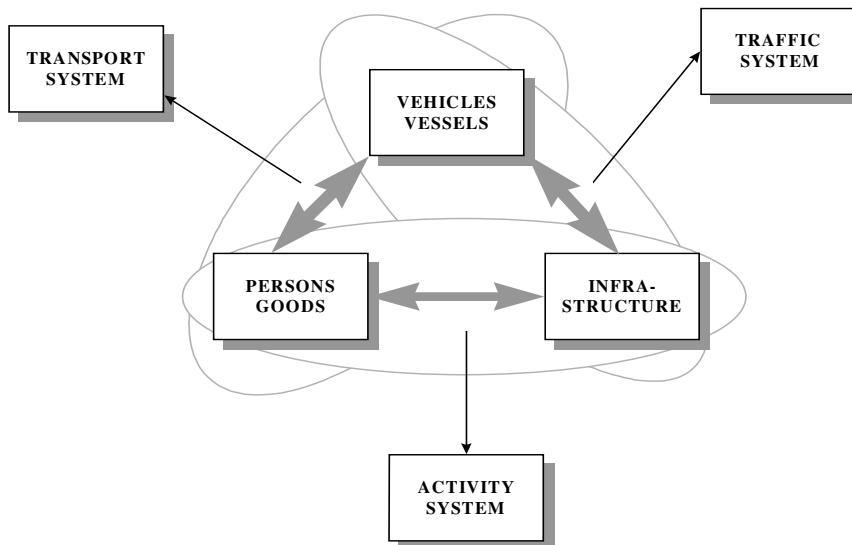 TRANSPORT
SYSTEM
TRAFFIC
SYSTEM
VEHICLES
VESSELS
PERSONS
GOODS
INFRA-
STRUCTURE
ACTIVITY
SYSTEM